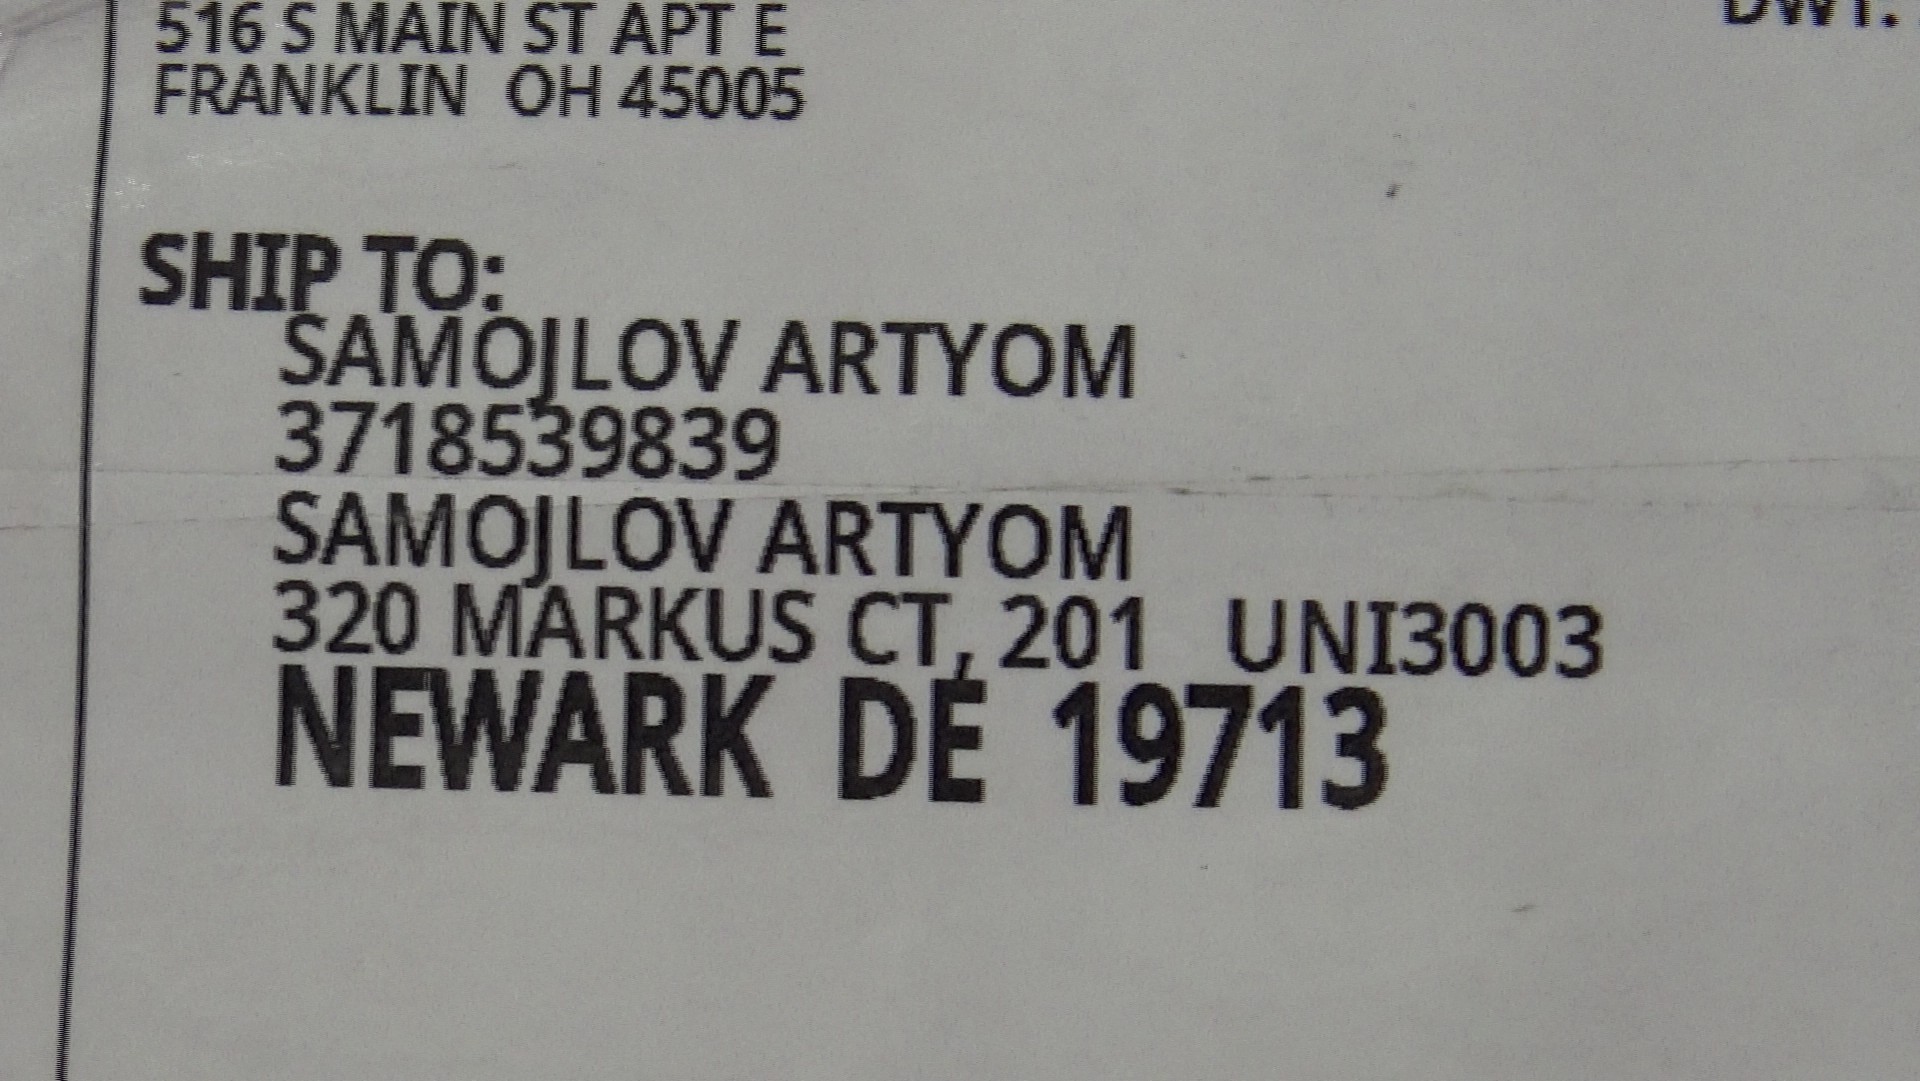 516 S MAIN ST APT E
FRANKLIN OH 45005
SHIP TO:
SAMOJLOV ARTYOM
3718539839
SAMOJLOV ARTYOM
320 MARKUS CT, 201 UNI3003
NEWARK DE 19713